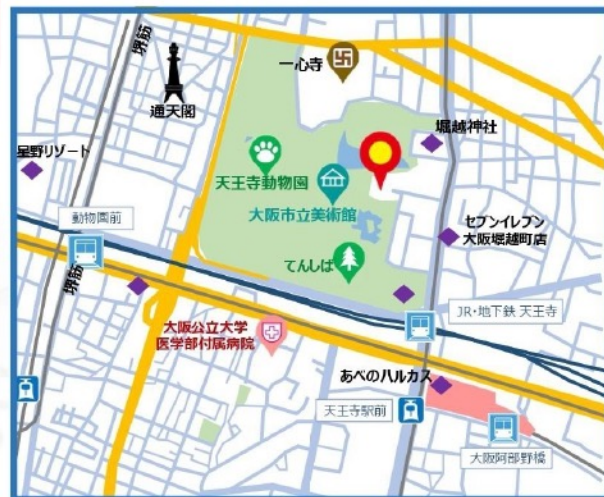 堺筋
一心寺
卍
通天閣
堀越神社
星野リゾート
天王寺動物園
大阪市立美術館
セブンイレブン
大阪堀越町店
動物園前
てんしば
堺筋
JR・地下鉄 天王寺
大阪公立大学
医学部付属病院
あべのハルカス
天王寺駅前
大阪阿部野橋